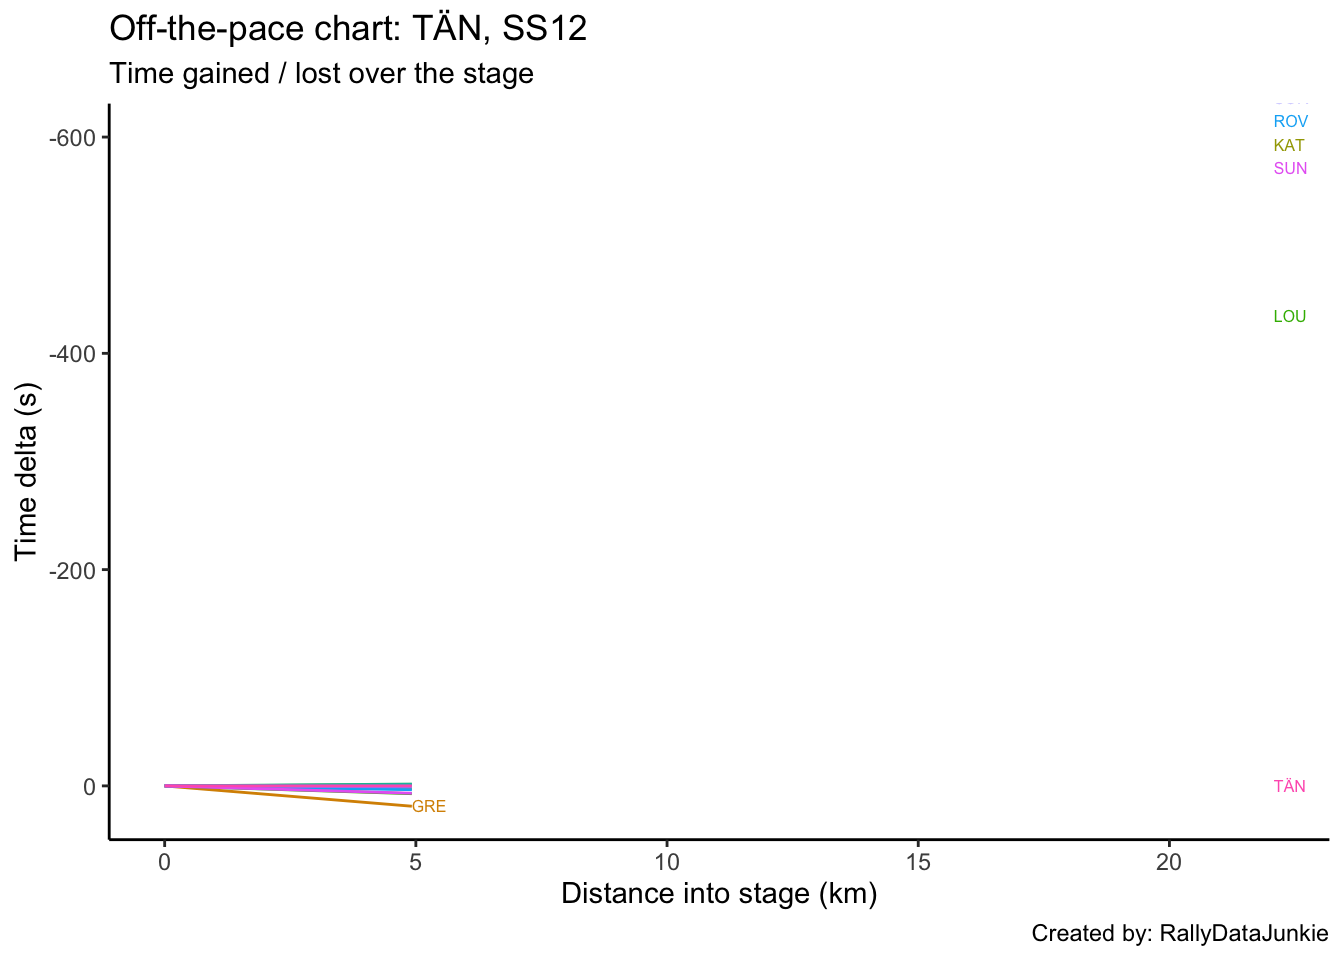 Off-the-pace chart: TÄN, SS12
Time gained / lost over the stage
-600
-400
-200
0
Time delta (s)
ROV
KAT
SUN
LOU
TÄN
GRE
0 5 10 15 20
Distance into stage (km)
Created by: RallyDataJunkie